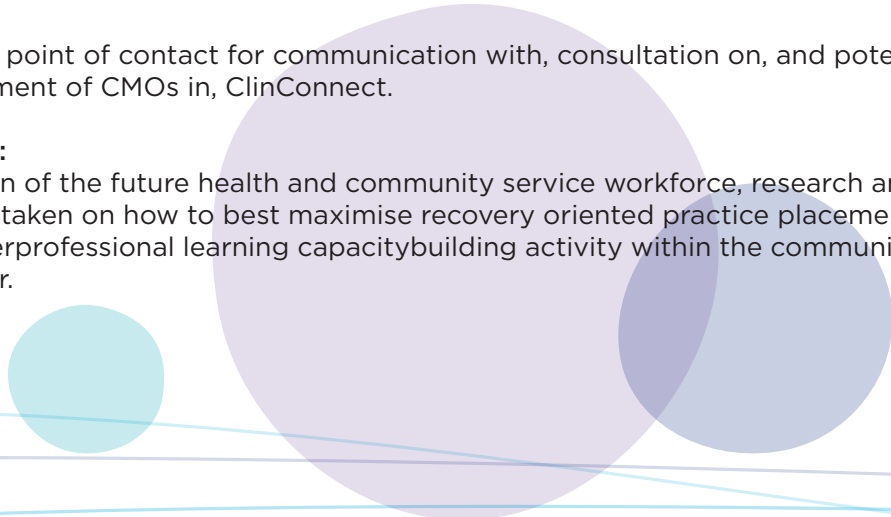 point of contact for communication with, consultation on, and pote
ment of CMOs in, ClinConnect.
:
n of the future health and community service workforce, research a
taken on how to best maximise recovery oriented practice placeme
erprofessional learning capacitybuilding activity within the communi
r.